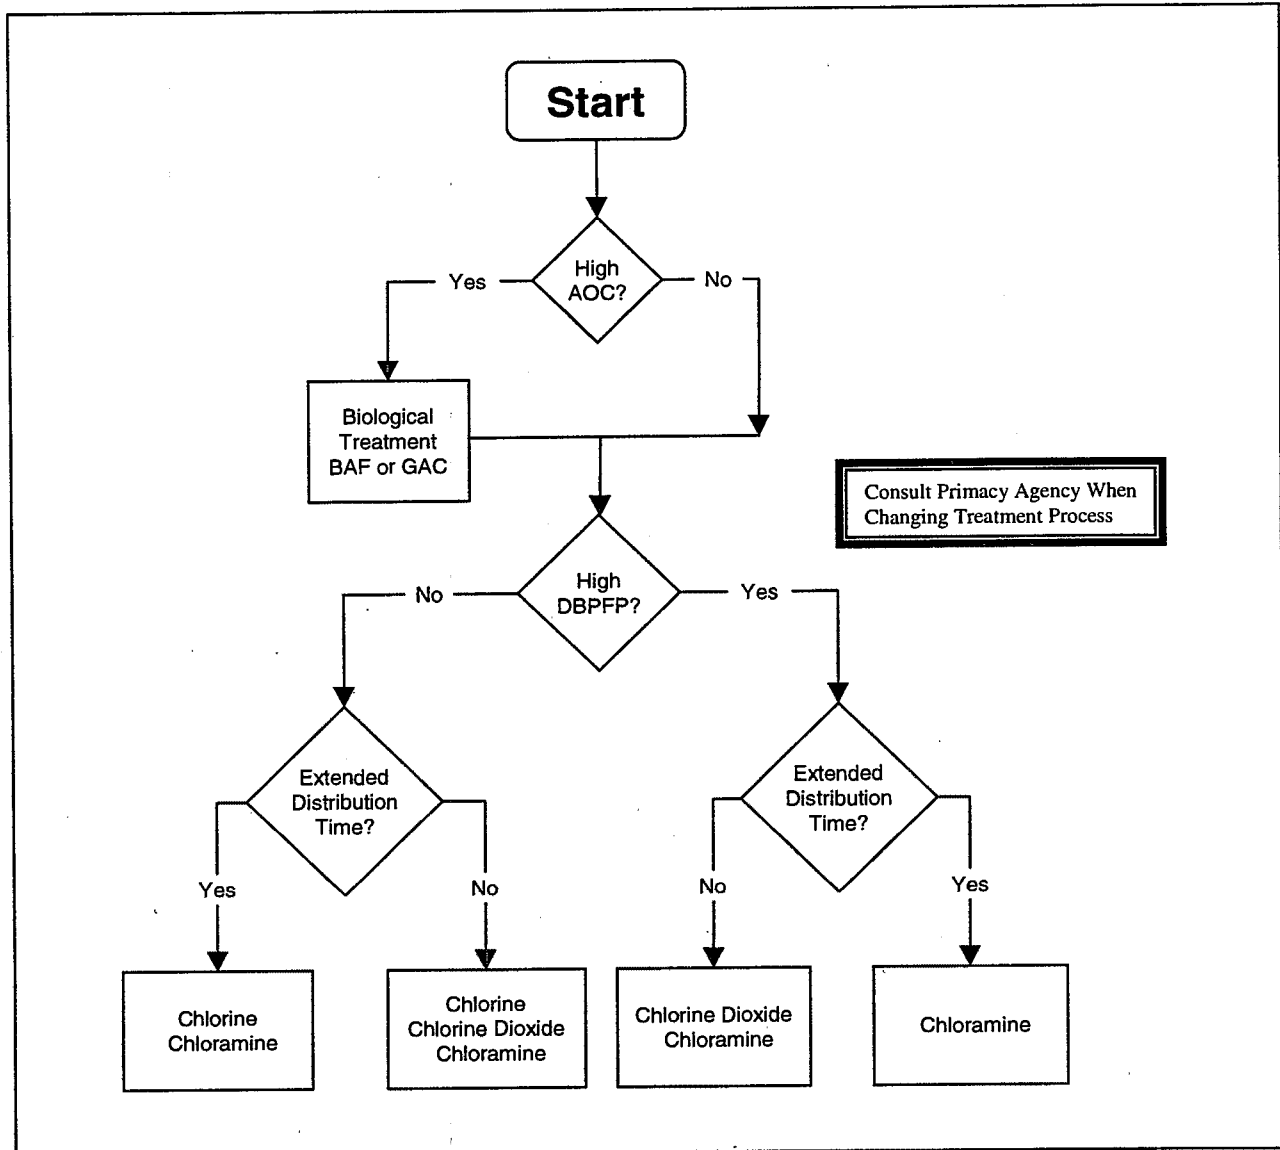 Start
High
AOC?
Yes
No
Biological
Treatment
BAF or GAC
Consult Primacy Agency When
Changing Treatment Process
High
DBPFP?
No
Yes
Extended
Distribution
Time?
Extended
Distribution
Time?
Yes
No
No
Yes
Chlorine
Chloramine
Chlorine
Chlorine Dioxide
Chloramine
Chlorine Dioxide
Chloramine
Chloramine